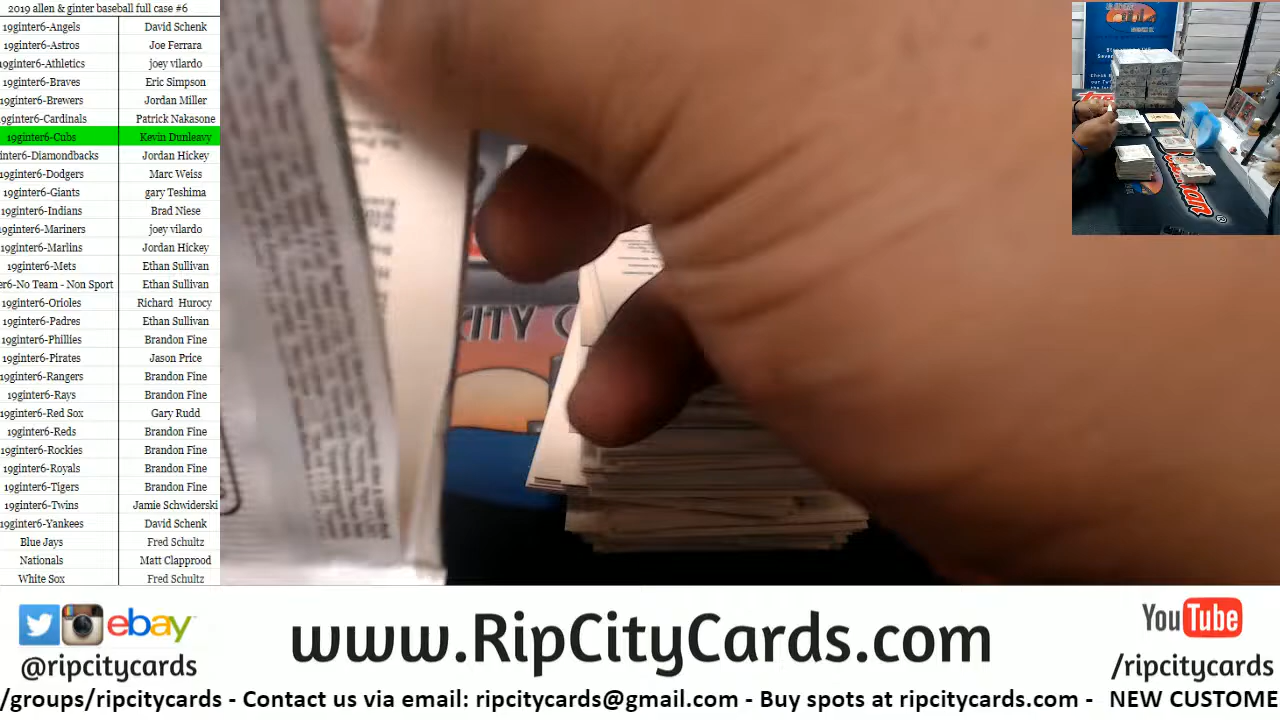 2019 allen & ginter baseball full case #6
19ginter6-Angels David Schenk
19ginter6-Astros Joe Ferrara
19ginter6-Athletics joey vilardo
19ginter6-Braves Eric Simpson
19ginter6-Brewers Jordan Miller
19ginter6-Cardinals Patrick Nakasone
19ginter6-Cubs Kevin Dunleavy
inter6-Diamondbacks Jordan Hickey
19ginter6-Dodgers Marc Weiss
19ginter6-Giants gary Teshima
19ginter6-Indians Brad Niese
19ginter6-Mariners joey vilardo
19ginter6-Marlins Jordan Hickey
19ginter6-Mets Ethan Sullivan
er6-No Team - Non Sport Ethan Sullivan
19ginter6-Orioles Richard Hurocy
19ginter6-Padres Ethan Sullivan
19ginter6-Phillies Brandon Fine
19ginter6-Pirates Jason Price
19ginter6-Rangers Brandon Fine
19ginter6-Rays Brandon Fine
19ginter6-Red Sox Gary Rudd
19ginter6-Reds Brandon Fine
19ginter6-Rockies Brandon Fine
19ginter6-Royals Brandon Fine
19ginter6-Tigers Brandon Fine
19ginter6-Twins Jamie Schwiderski
19ginter6-Yankees David Schenk
Blue Jays Fred Schultz
Nationals Matt Clapprood
White Sox Fred Schultz
CITY C
ebay
@ripcitycards
www.RipCityCards.com
YouTube
/ripcitycards
/groups/ripcitycards - Contact us via email: ripcitycards@gmail.com - Buy spots at ripcitycards.com - NEW CUSTOME